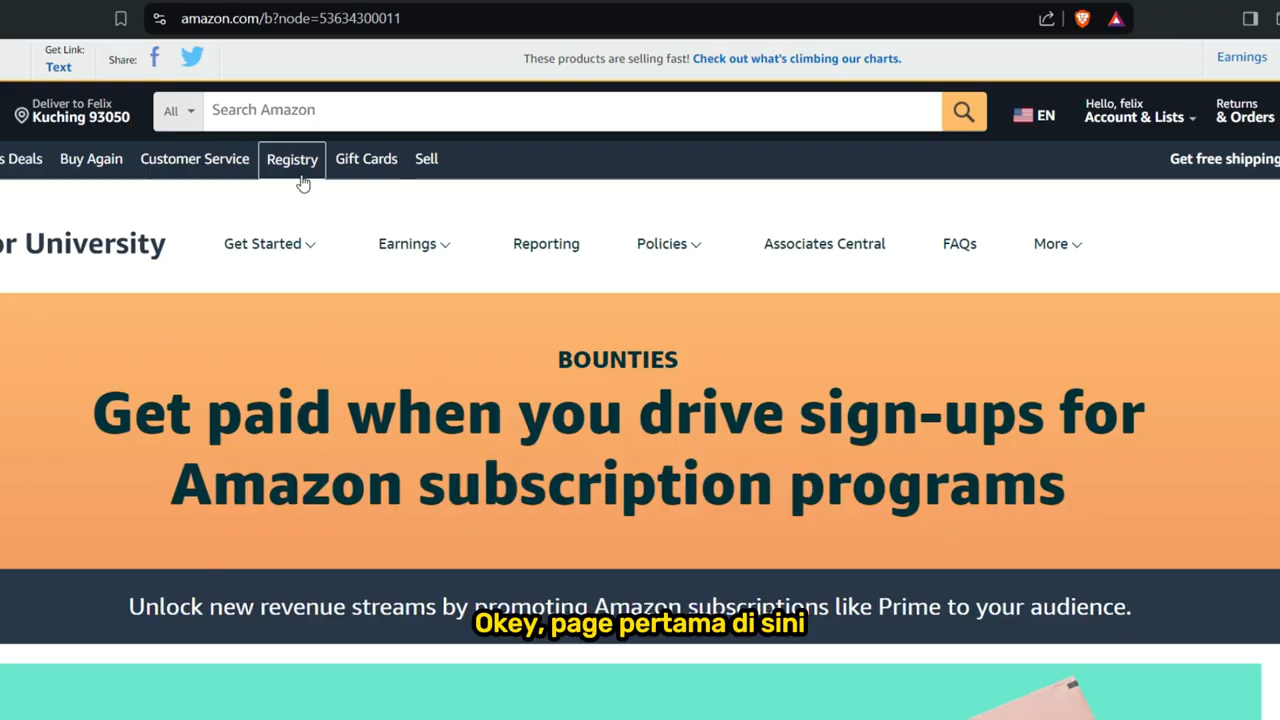 amazon.com/b?node=53634300011
Get Link:
Text
Share:
These products are selling fast! Check out what's climbing our charts.
Earnings
Deliver to Felix
Kuching 93050
All
Search Amazon
EN
Hello, felix
Account & Lists
Returns
& Orders
s Deals
Buy Again
Customer Service
Registry
Gift Cards
Sell
Get free shipping
or University
Get Started
Earnings
Reporting
Policies
Associates Central
FAQs
More
BOUNTIES
Get paid when you drive sign-ups for
Amazon subscription programs
Unlock new revenue streams by promoting Amazon subscriptions like Prime to your audience.
Okey, page pertama di sini